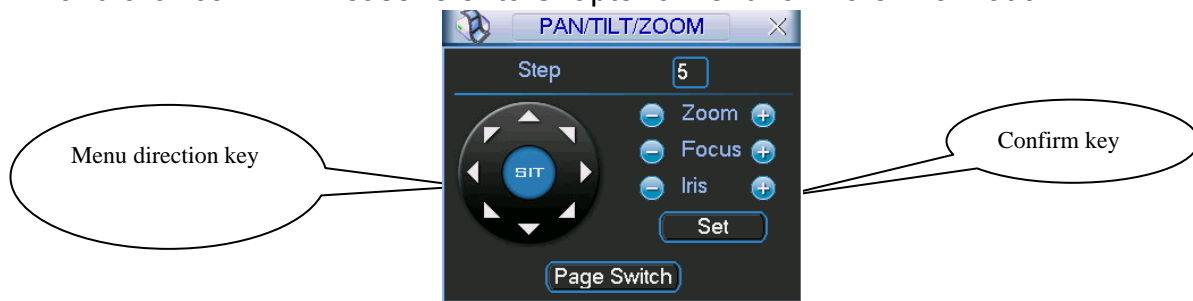 PAN/TILT/ZOOM
Step 5
Zoom
Focus
Iris
SIT
Set
Page Switch
Menu direction key
Confirm key